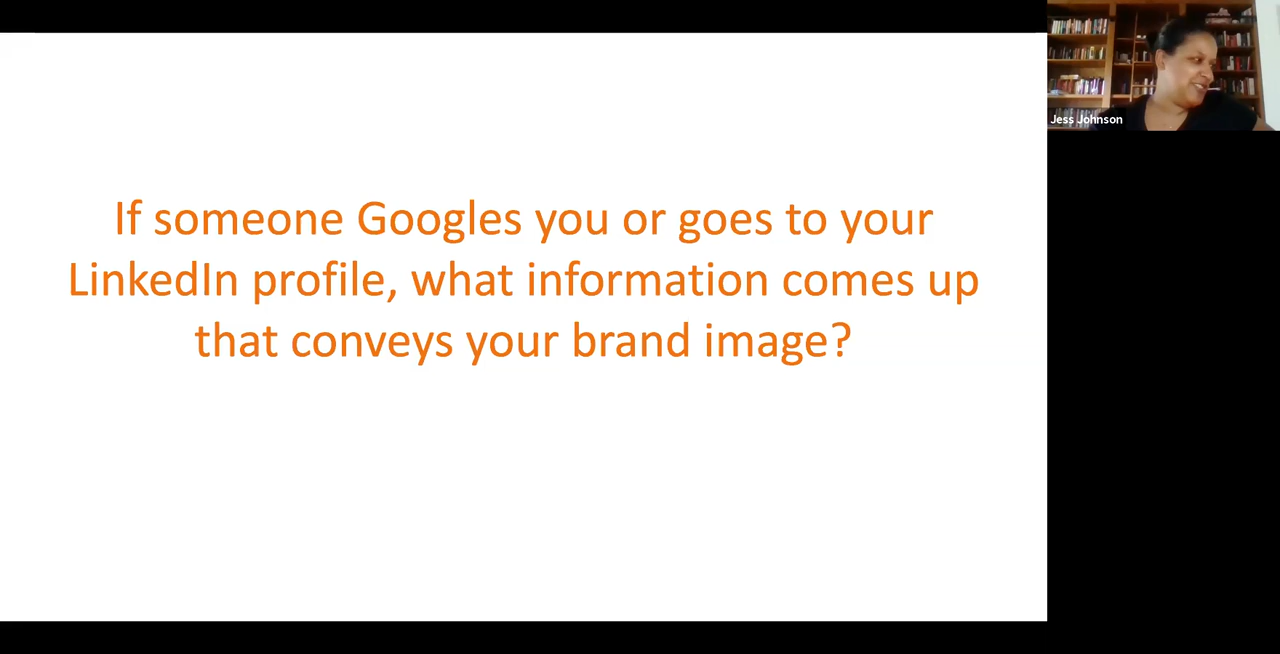 If someone Googles you or goes to your
LinkedIn profile, what information comes up
that conveys your brand image?
Jess Johnson